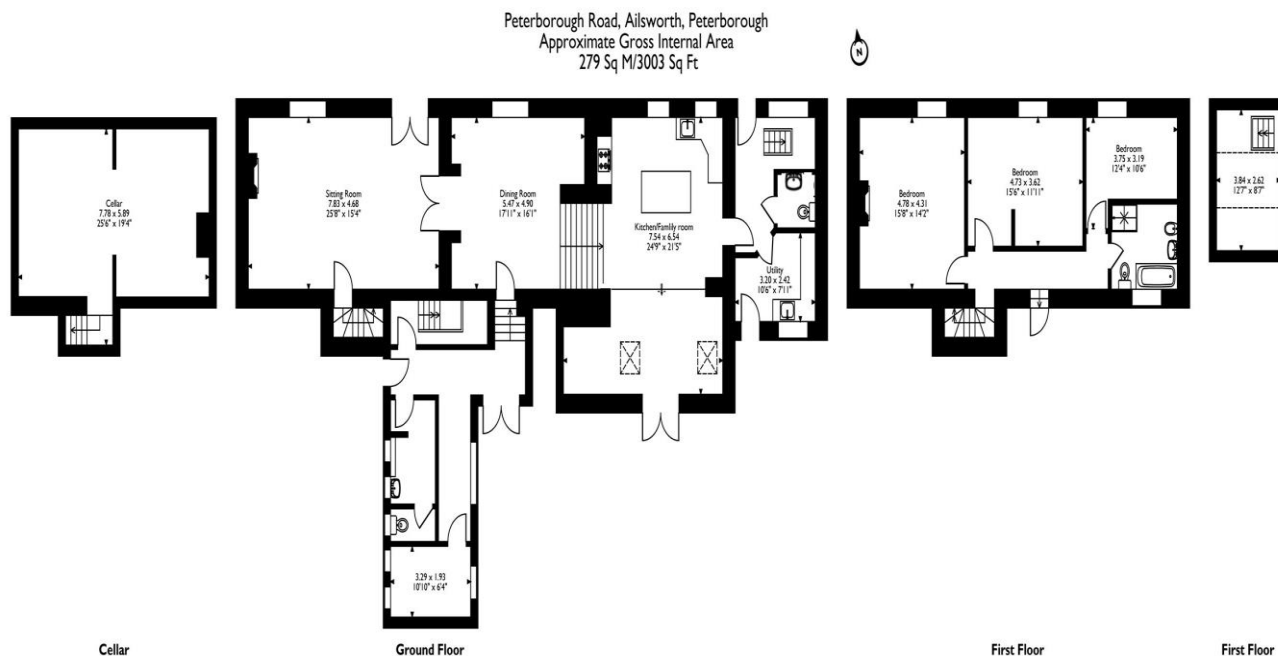 Peterborough Road, Ailsworth, Peterborough
Approximate Gross Internal Area
279 Sq M/3003 Sq Ft
N
Cellar
7.78 x 5.89
25'6" x 19'4"
Sitting Room
7.83 x 4.68
25'8" x 15'4"
Dining Room
5.47 x 4.90
17'11" x 16'1"
Kitchen/Famlily room
7.54 x 6.54
24'9" x 21'5"
Utility
3.20 x 2.42
10'6" x 7'11"
3.29 x 1.93
10'10" x 6'4"
Bedroom
4.78 x 4.31
15'8" x 14'2"
Bedroom
4.73 x 3.62
15'6" x 11'11"
Bedroom
3.75 x 3.19
12'4" x 10'6"
3.84 x 2.62
12'7" x 8'7"
Cellar
Ground Floor
First Floor
First Floor